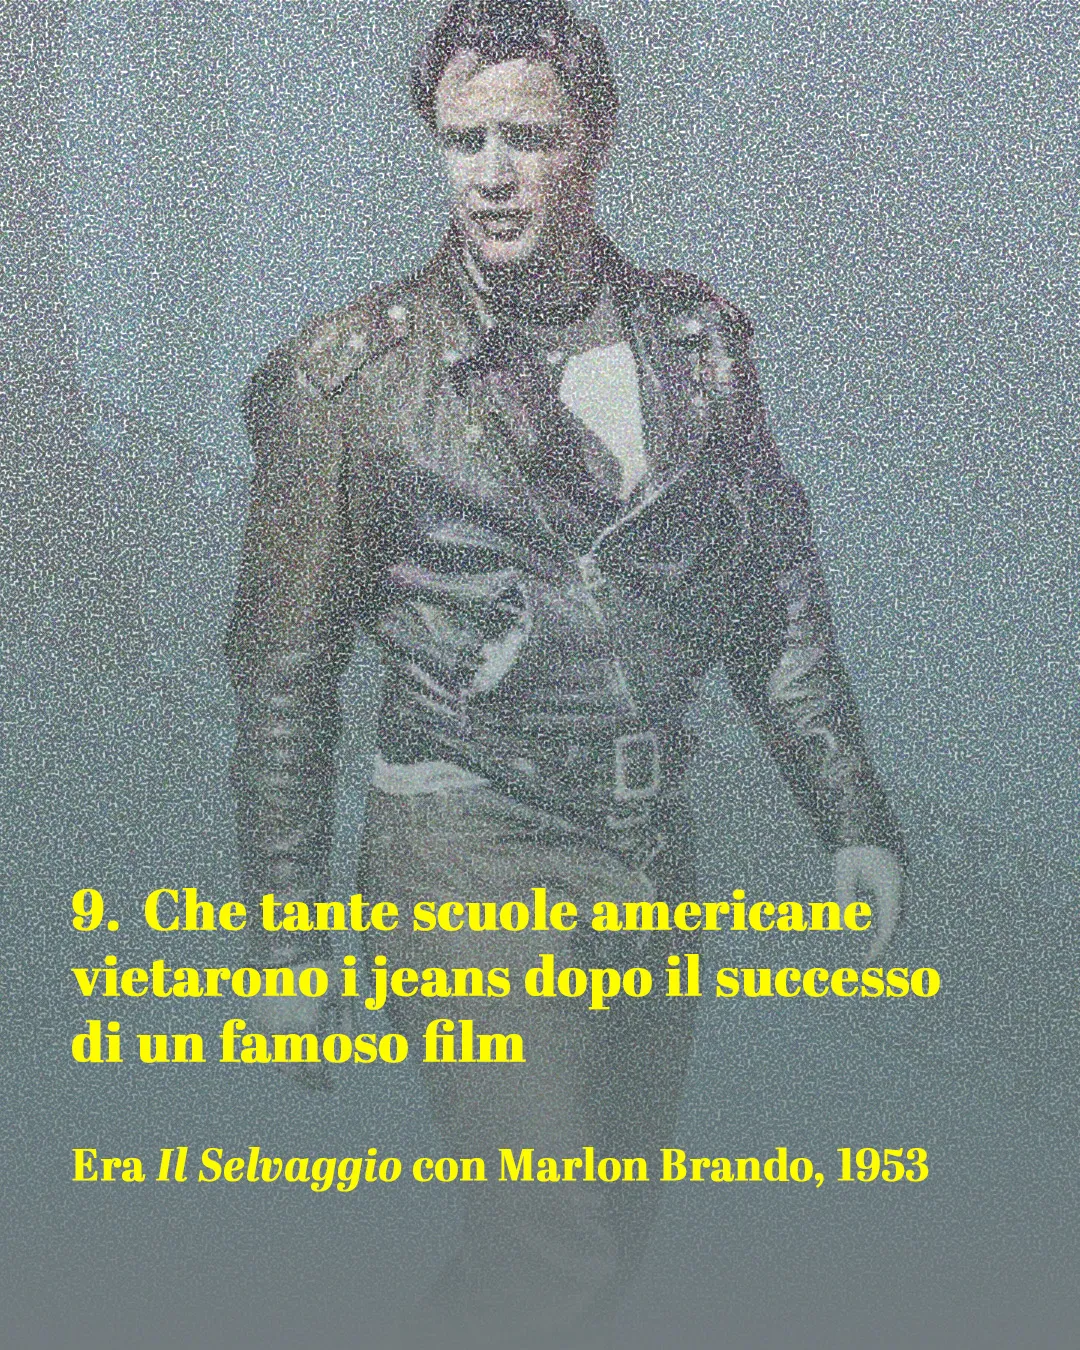 9. Che tante scuole americane
vietarono i jeans dopo il successo
di un famoso film
Era Il Selvaggio con Marlon Brando, 1953